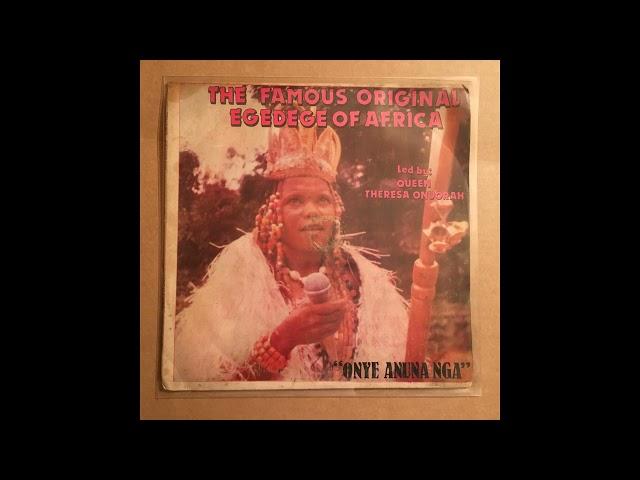 THE "FAMOUS" ORIGINAL
EGEDEGE OF AFRICA
Led by:
QUEEN
THERESA ONUORAH
"ONYE ANUNA NGA"